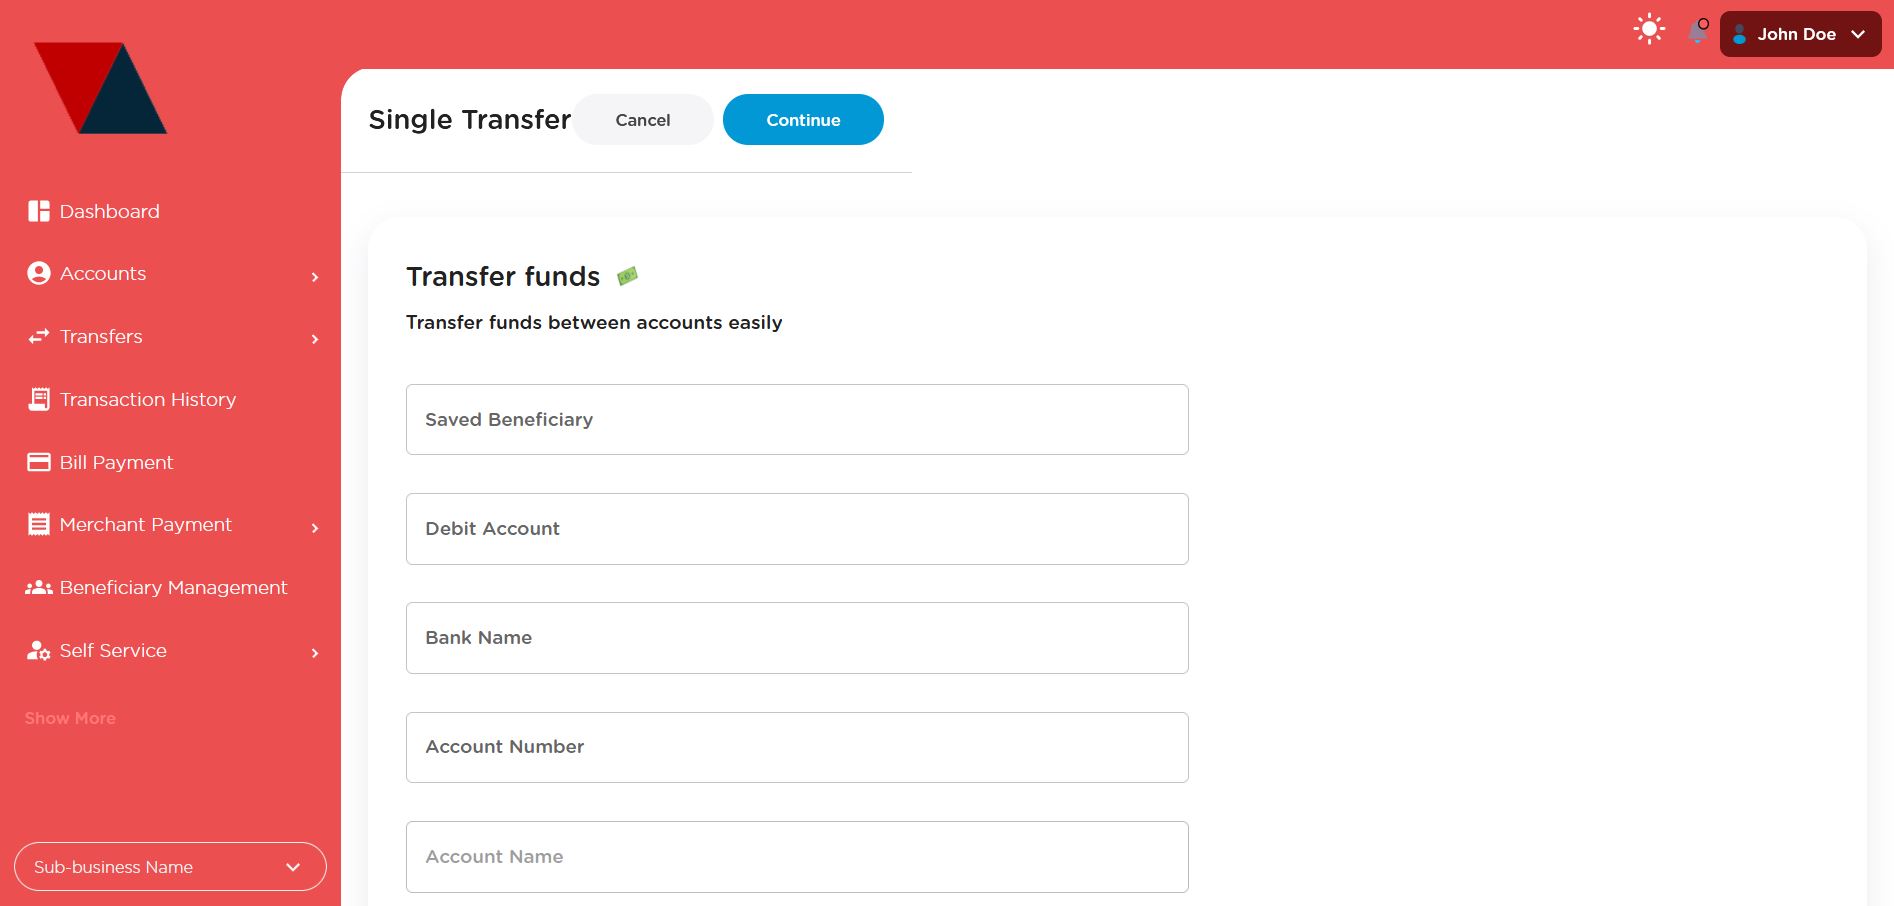 John Doe
Single Transfer
Cancel
Continue
Dashboard
Accounts
Transfers
Transaction History
Bill Payment
Merchant Payment
Beneficiary Management
Self Service
Show More
Sub-business Name
Transfer funds
Transfer funds between accounts easily
Saved Beneficiary
Debit Account
Bank Name
Account Number
Account Name